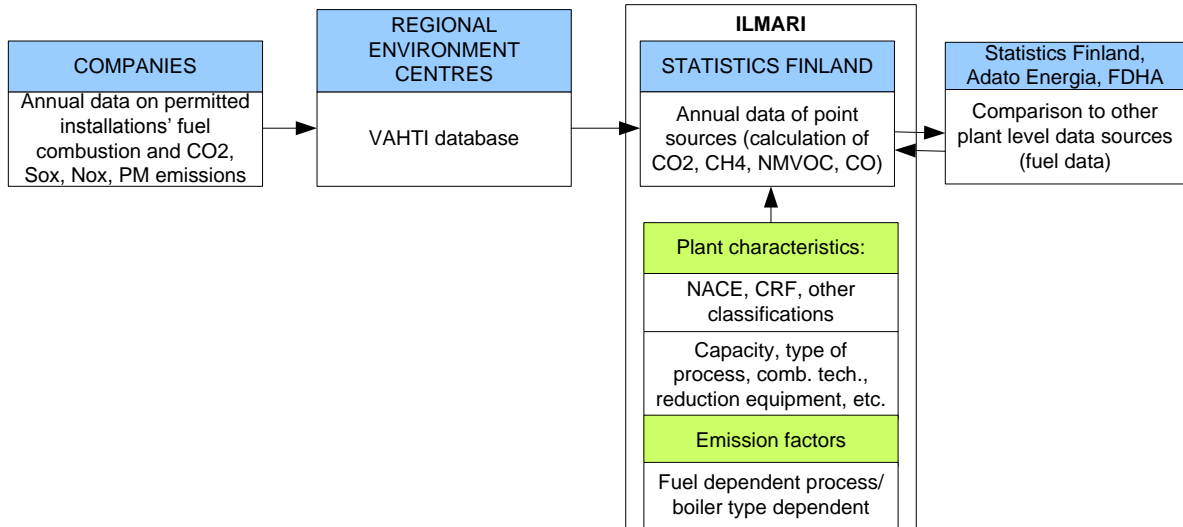 COMPANIES
Annual data on permitted
installations' fuel
combustion and CO2,
Sox, Nox, PM emissions
REGIONAL
ENVIRONMENT
CENTRES
VAHTI database
ILMARI
STATISTICS FINLAND
Annual data of point
sources (calculation of
CO2, CH4, NMVOC, CO)
Statistics Finland,
Adato Energia, FDHA
Comparison to other
plant level data sources
(fuel data)
Plant characteristics:
NACE, CRF, other
classifications
Capacity, type of
process, comb. tech.,
reduction equipment, etc.
Emission factors
Fuel dependent process/
boiler type dependent